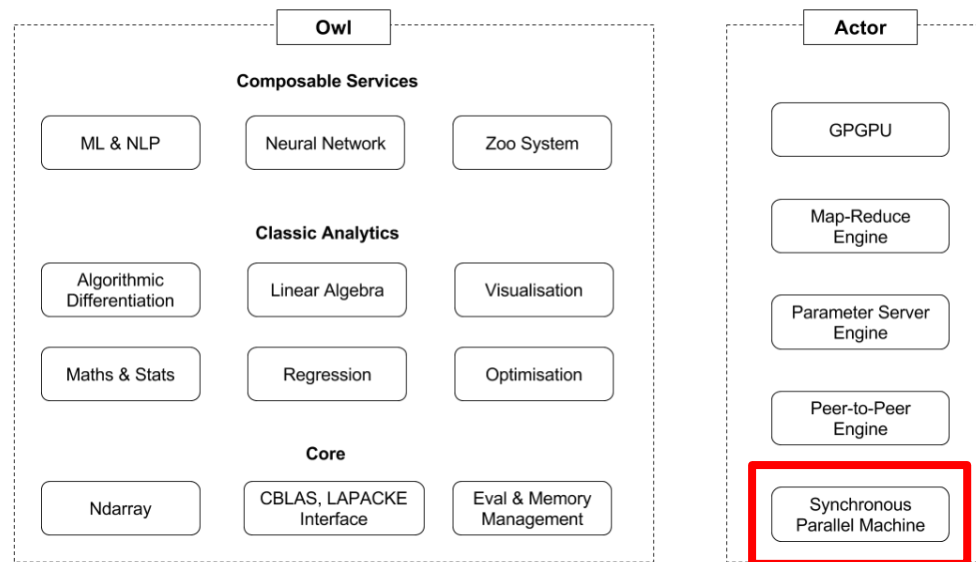 Owl
Composable Services
ML & NLP
Neural Network
Zoo System
Classic Analytics
Algorithmic
Differentiation
Linear Algebra
Visualisation
Maths & Stats
Regression
Optimisation
Core
Ndarray
CBLAS, LAPACKE
Interface
Eval & Memory
Management
Actor
GPGPU
Map-Reduce
Engine
Parameter Server
Engine
Peer-to-Peer
Engine
Synchronous
Parallel Machine